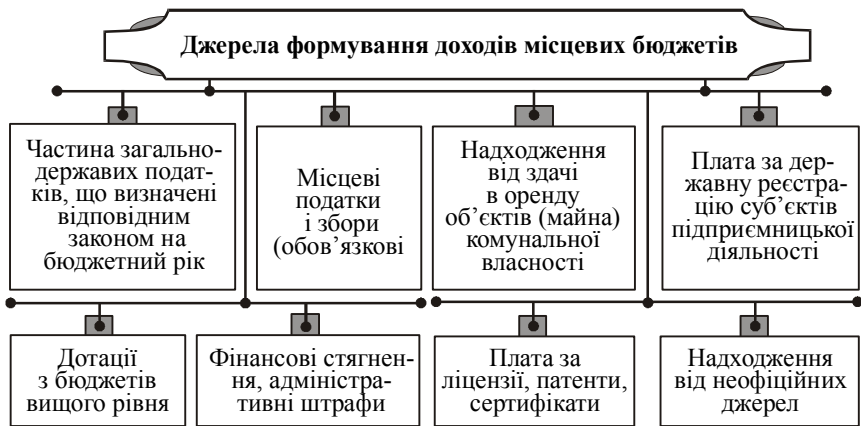 Джерела формування доходів місцевих бюджетів
Частина загально-
державих подат-
ків, що визначені
відповідним
законом на
бюджетний рік
Місцеві
податки
і збори
(обов’язкові
Надходження
від здачі
в оренду
об’єктів (майна)
комунальної
власності
Плата за дер-
жавну реєстра-
цію суб’єктів
підприємницької
діяльності
Дотації
з бюджетів
вищого рівня
Фінансові стягнен-
ня, адміністра-
тивні штрафи
Плата за
ліцензії, патенти,
сертифікати
Надходження
від неофіційних
джерел